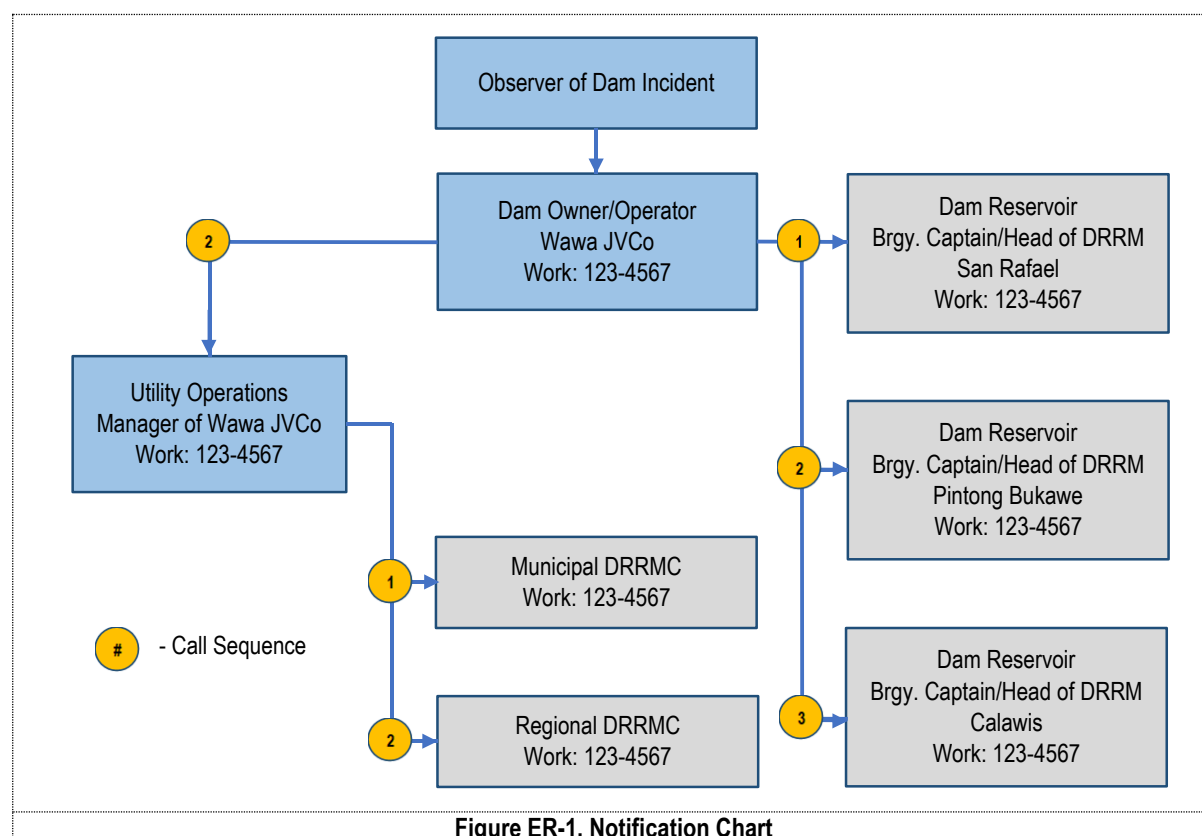 Observer of Dam Incident
Dam Owner/Operator
Wawa JVCo
Work: 123-4567
2
1
Dam Reservoir
Brgy. Captain/Head of DRRM
San Rafael
Work: 123-4567
Utility Operations
Manager of Wawa JVCo
Work: 123-4567
2
Dam Reservoir
Brgy. Captain/Head of DRRM
Pintong Bukawe
Work: 123-4567
1
Municipal DRRMC
Work: 123-4567
# - Call Sequence
3
Dam Reservoir
Brgy. Captain/Head of DRRM
Calawis
Work: 123-4567
2
Regional DRRMC
Work: 123-4567
Figure ER-1. Notification Chart